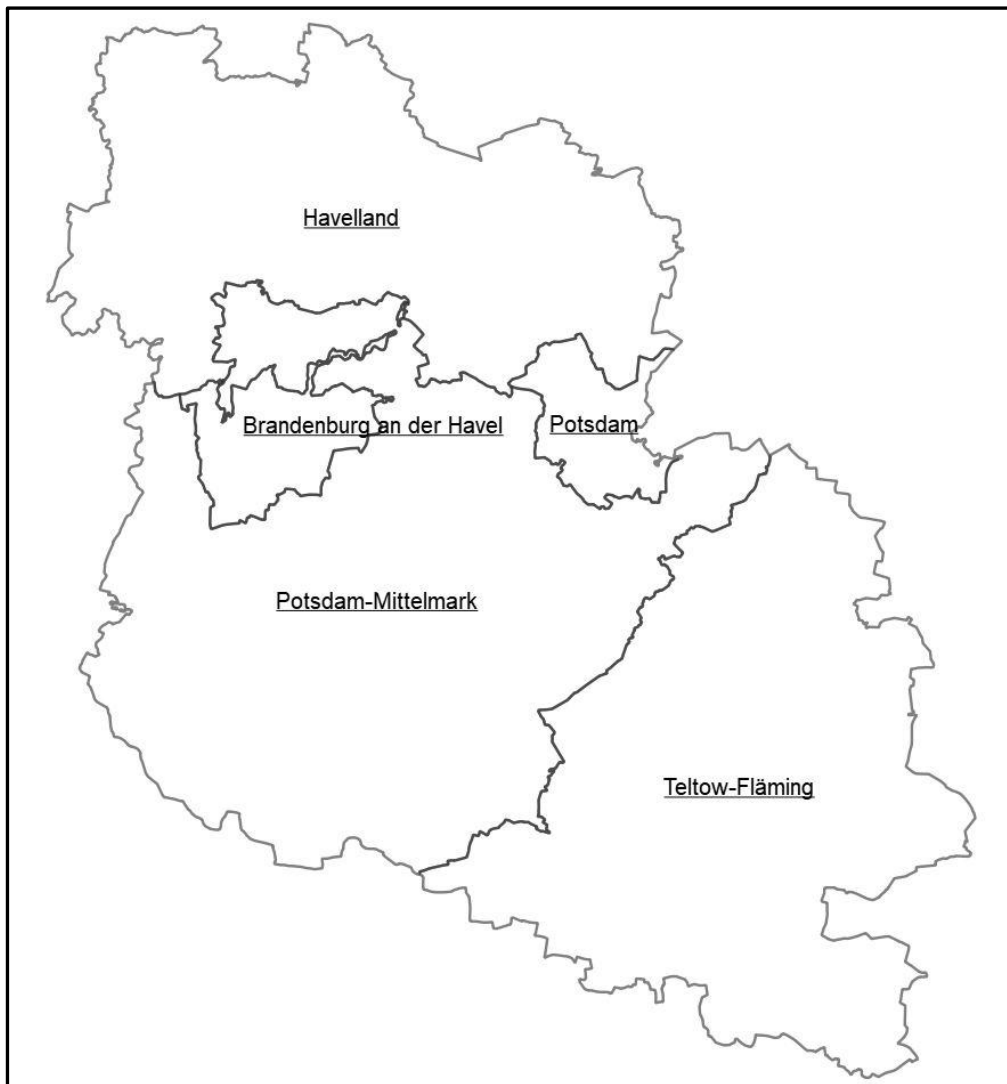 Havelland
Brandenburg an der Havel
Potsdam
Potsdam-Mittelmark
Teltow-Fläming